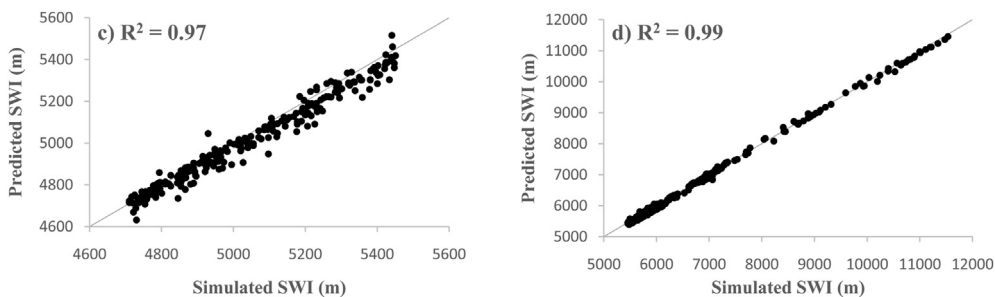 c) R² = 0.97
Predicted SWI (m)
5600
5400
5200
5000
4800
4600
4600 4800 5000 5200 5400 5600
Simulated SWI (m)
d) R² = 0.99
Predicted SWI (m)
12000
11000
10000
9000
8000
7000
6000
5000
5000 6000 7000 8000 9000 10000 11000 12000
Simulated SWI (m)